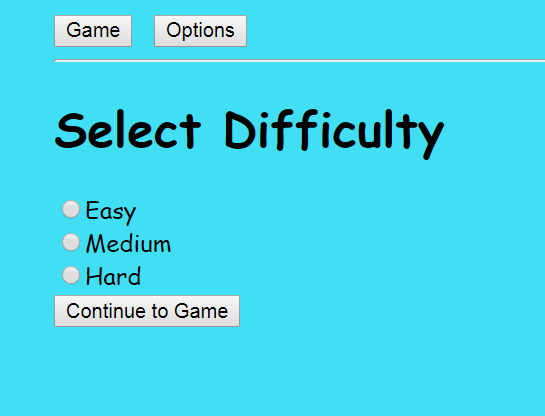 Game Options
Select Difficulty
Easy
Medium
Hard
Continue to Game